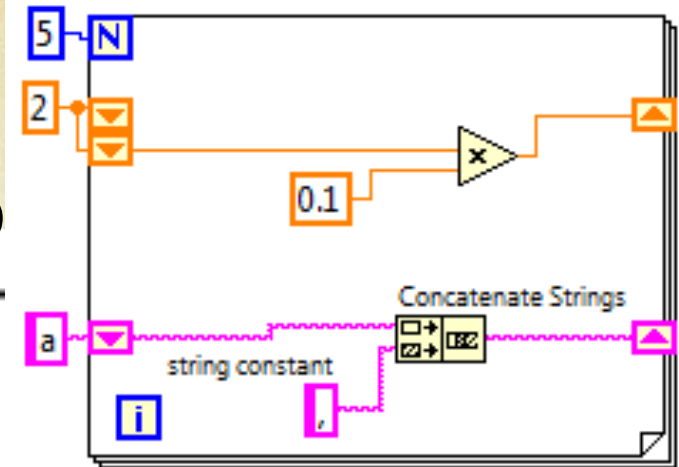 5 N
2
0.1
Concatenate Strings
a
string constant
,
i